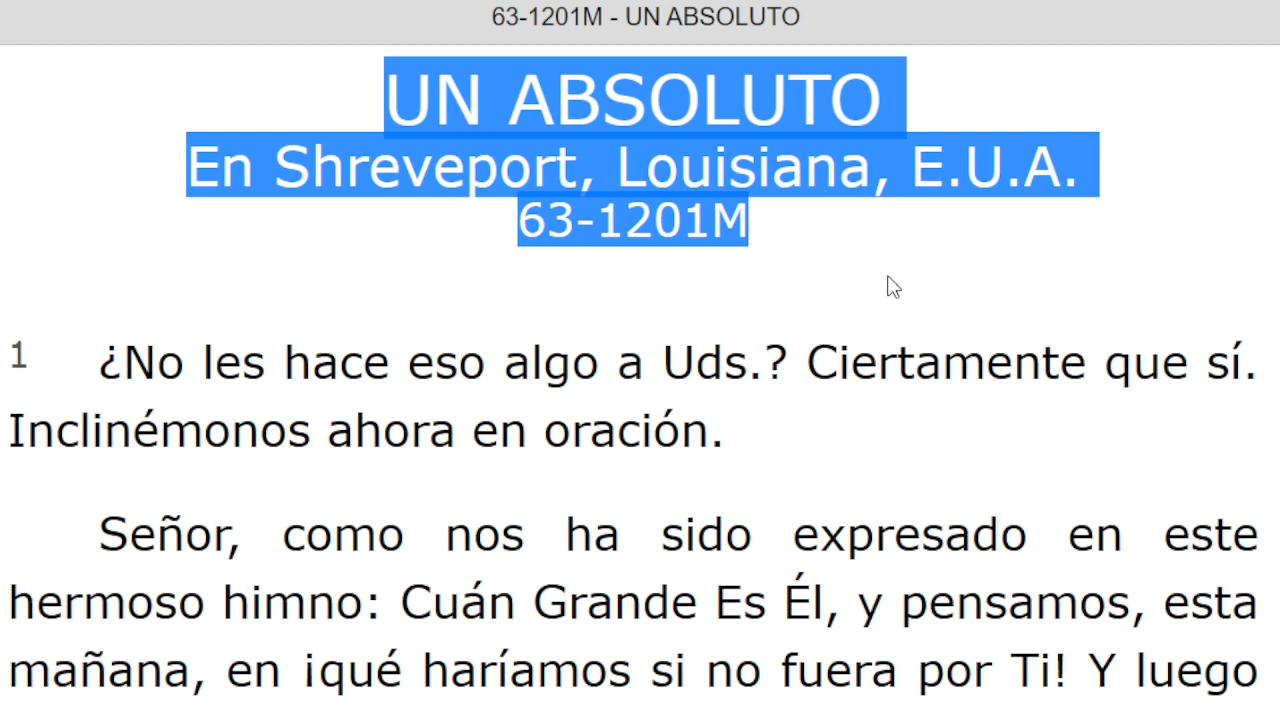 63-1201M - UN ABSOLUTO
UN ABSOLUTO
En Shreveport, Louisiana, E.U.A.
63-1201M
1 ¿No les hace eso algo a Uds.? Ciertamente que sí.
Inclinémonos ahora en oración.
Señor, como nos ha sido expresado en este
hermoso himno: Cuán Grande Es Él, y pensamos, esta
mañana, en ¡qué haríamos si no fuera por Ti! Y luego